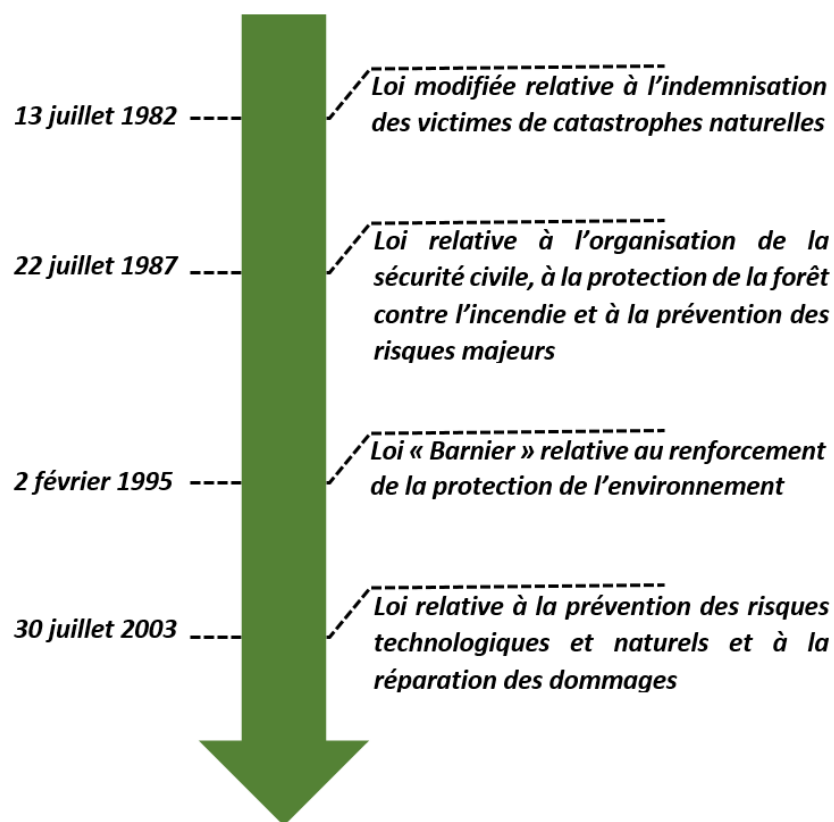 13 juillet 1982
Loi modifiée relative à l'indemnisation
des victimes de catastrophes naturelles
22 juillet 1987
Loi relative à l'organisation de la
sécurité civile, à la protection de la forêt
contre l'incendie et à la prévention des
risques majeurs
2 février 1995
Loi « Barnier » relative au renforcement
de la protection de l'environnement
30 juillet 2003
Loi relative à la prévention des risques
technologiques et naturels et à la
réparation des dommages